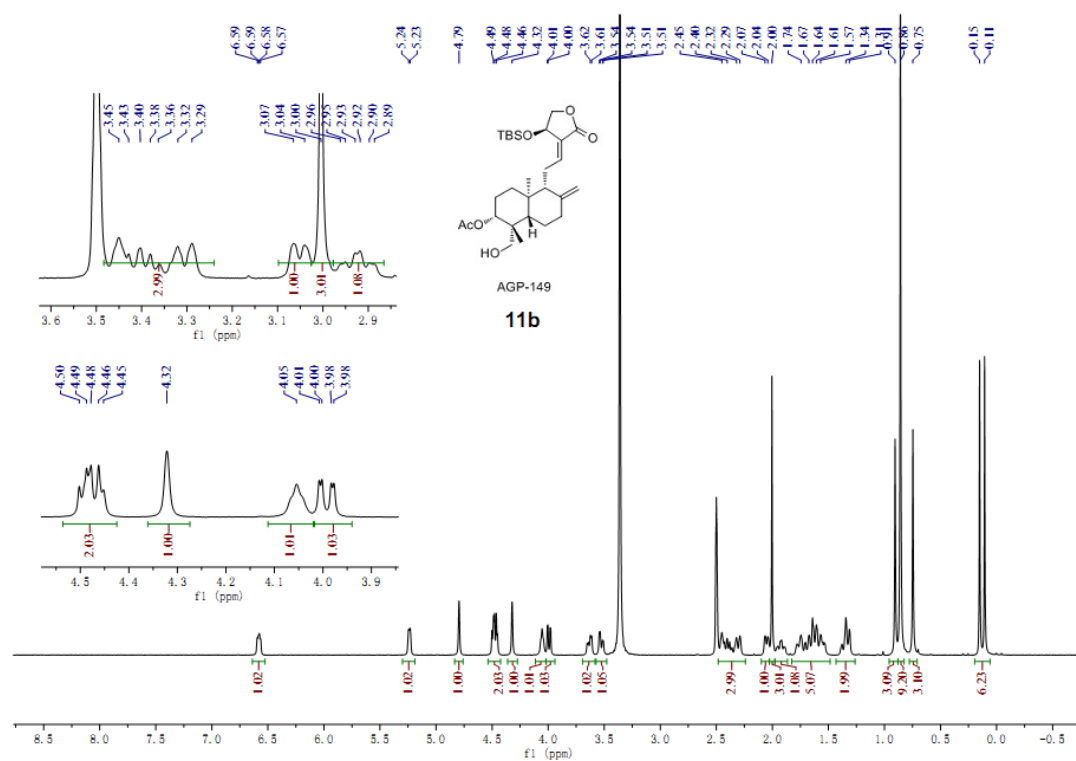 6.59 6.59 6.58 6.57 5.24 5.23 4.79 4.49 4.48 4.46 4.32 4.01 4.00 3.62 3.61 3.54 3.54 3.51 3.51 2.45 2.40 2.32 2.29 2.07 2.04 2.00 1.74 1.67 1.64 1.61 1.57 1.34 1.31 0.91 0.86 0.75 0.15 0.11
3.45 3.43 3.40 3.38 3.36 3.32 3.29 3.07 3.04 3.00 2.96 2.95 2.93 2.92 2.90 2.89
2.99 1.00 3.01 1.08
3.6 3.5 3.4 3.3 3.2 3.1 3.0 2.9
f1 (ppm)
O
TBSO
O
AcO
H
HO
AGP-149
11b
4.50 4.49 4.48 4.46 4.45 4.32 4.05 4.01 4.00 3.98 3.98
2.03 1.00 1.01 1.03
4.5 4.4 4.3 4.2 4.1 4.0 3.9
f1 (ppm)
1.02 1.02 1.00 2.03 1.00 1.01 1.03 1.02 1.05 2.99 1.00 3.01 1.08 5.07 1.99 3.09 9.20 3.10 6.23
8.5 8.0 7.5 7.0 6.5 6.0 5.5 5.0 4.5 4.0 3.5 3.0 2.5 2.0 1.5 1.0 0.5 0.0 -0.5
f1 (ppm)